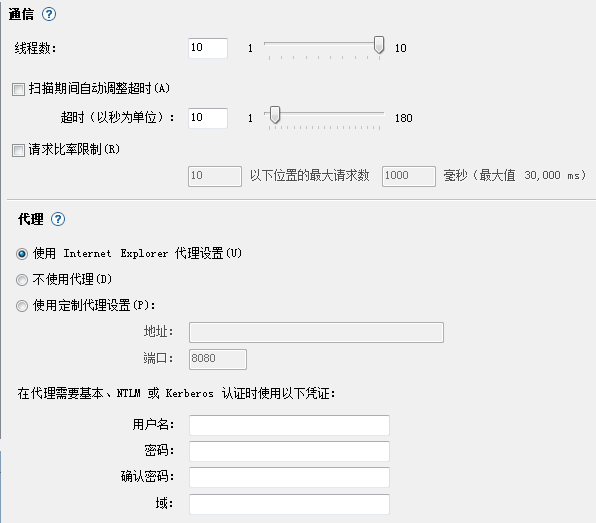 通信 ?
线程数: 10 1 10
扫描期间自动调整超时(A)
超时(以秒为单位): 10 1 180
请求比率限制(R)
10 以下位置的最大请求数 1000 毫秒(最大值 30,000 ms)
代理 ?
使用 Internet Explorer 代理设置(U)
不使用代理(D)
使用定制代理设置(P):
地址:
端口: 8080
在代理需要基本、NTLM 或 Kerberos 认证时使用以下凭证:
用户名:
密码:
确认密码:
域: